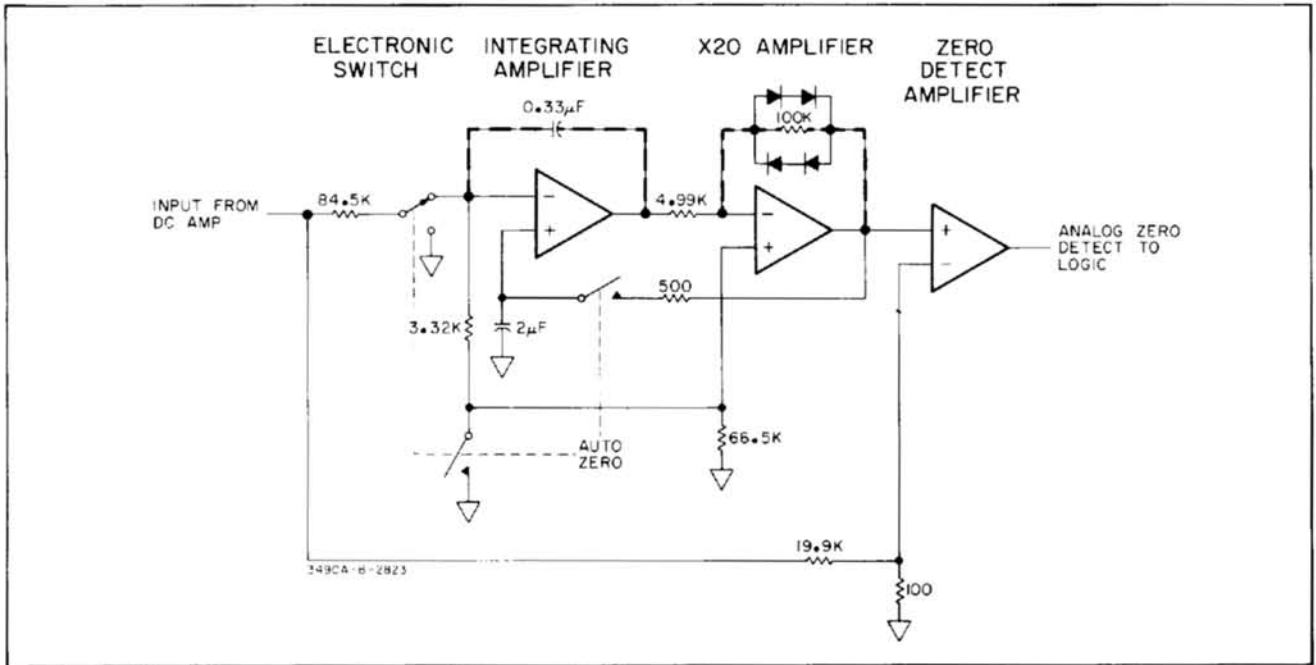 ELECTRONIC SWITCH
INTEGRATING AMPLIFIER
X20 AMPLIFIER
ZERO DETECT AMPLIFIER
0.33µF
100K
84.5K
4.99K
INPUT FROM DC AMP
−
+
−
+
+
−
ANALOG ZERO DETECT TO LOGIC
500
3.32K
2µF
AUTO ZERO
66.5K
19.9K
349CA-B-2823
100